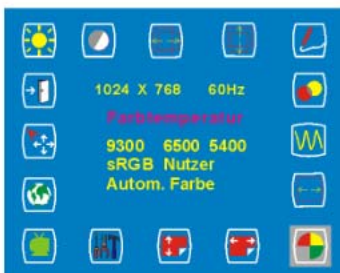 1024 X 768 60Hz
Farbtemperatur
9300 6500 5400
sRGB Nutzer
Autom. Farbe